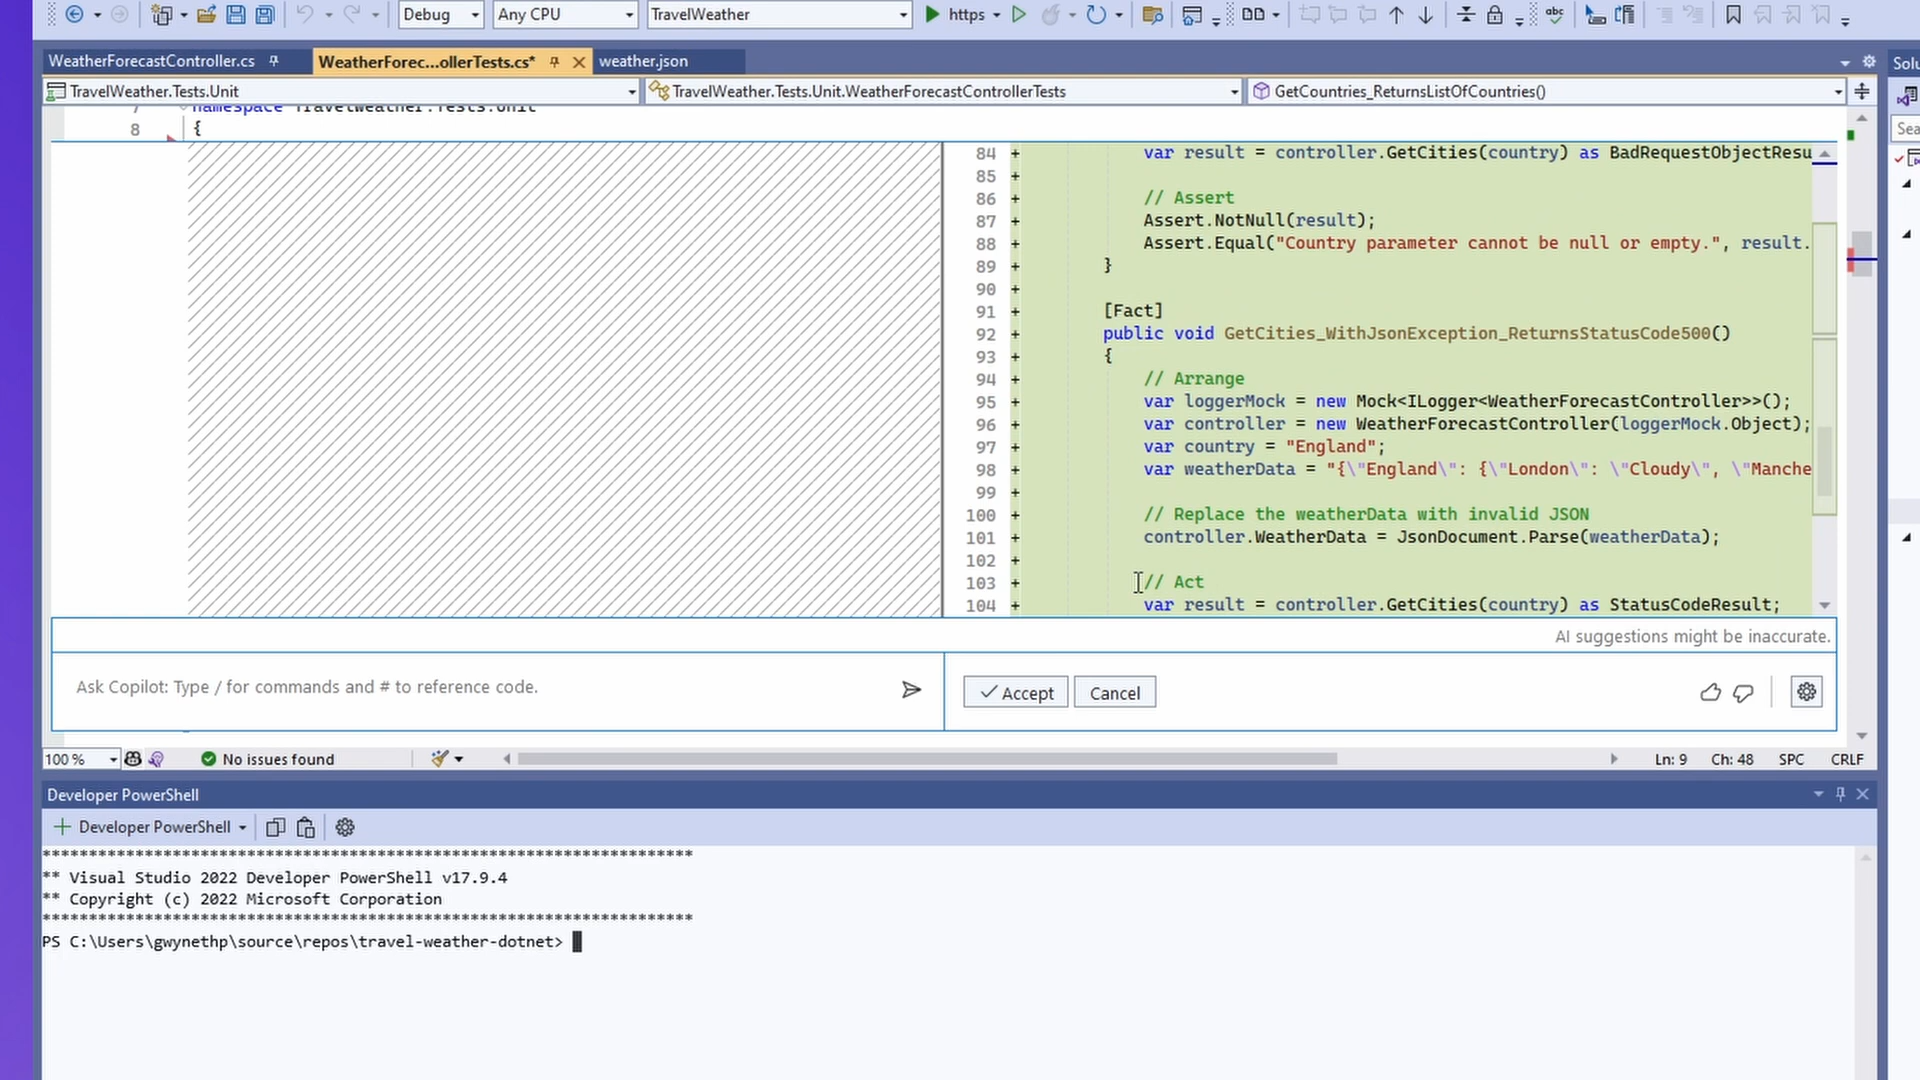 Debug Any CPU TravelWeather https
WeatherForecastController.cs WeatherForec...ollerTests.cs* weather.json
Solu
TravelWeather.Tests.Unit TravelWeather.Tests.Unit.WeatherForecastControllerTests GetCountries_ReturnsListOfCountries()
namespace TravelWeather.Tests.Unit
8 {
Sea
84 + var result = controller.GetCities(country) as BadRequestObjectResu
85 +
86 + // Assert
87 + Assert.NotNull(result);
88 + Assert.Equal("Country parameter cannot be null or empty.", result.
89 + }
90 +
91 + [Fact]
92 + public void GetCities_WithJsonException_ReturnsStatusCode500()
93 + {
94 + // Arrange
95 + var loggerMock = new Mock<ILogger<WeatherForecastController>>();
96 + var controller = new WeatherForecastController(loggerMock.Object);
97 + var country = "England";
98 + var weatherData = "{\"England\": {\"London\": \"Cloudy\", \"Manche
99 +
100 + // Replace the weatherData with invalid JSON
101 + controller.WeatherData = JsonDocument.Parse(weatherData);
102 +
103 + // Act
104 + var result = controller.GetCities(country) as StatusCodeResult;
AI suggestions might be inaccurate.
Ask Copilot: Type / for commands and # to reference code.
Accept Cancel
100 % No issues found Ln: 9 Ch: 48 SPC CRLF
Developer PowerShell
Developer PowerShell
**********************************************************************
** Visual Studio 2022 Developer PowerShell v17.9.4
** Copyright (c) 2022 Microsoft Corporation
**********************************************************************
PS C:\Users\gwynethp\source\repos\travel-weather-dotnet>